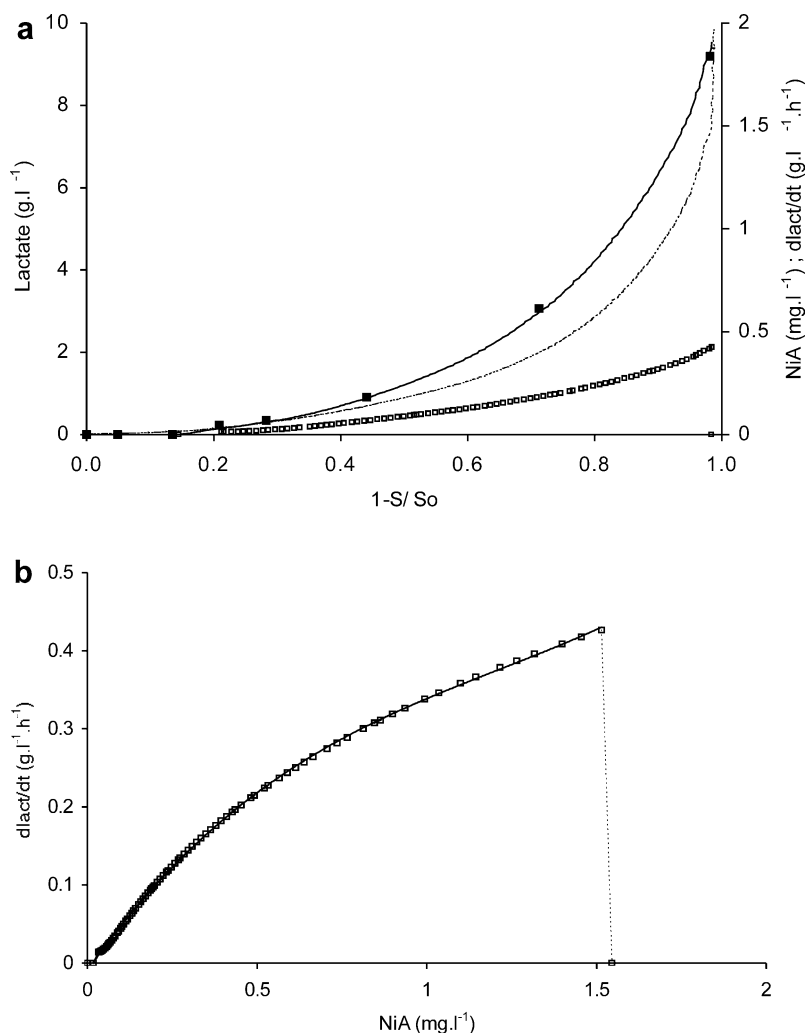 a
10
8
6
4
2
0
Lactate (g.l -1)
2
1.5
1
0.5
0
NiA (mg.l -1) ; dlact/dt (g.l -1.h-1)
0.0 0.2 0.4 0.6 0.8 1.0
1-S/ So
b
0.5
0.4
0.3
0.2
0.1
0
dlact/dt (g.l-1.h-1)
0 0.5 1 1.5 2
NiA (mg.l-1)